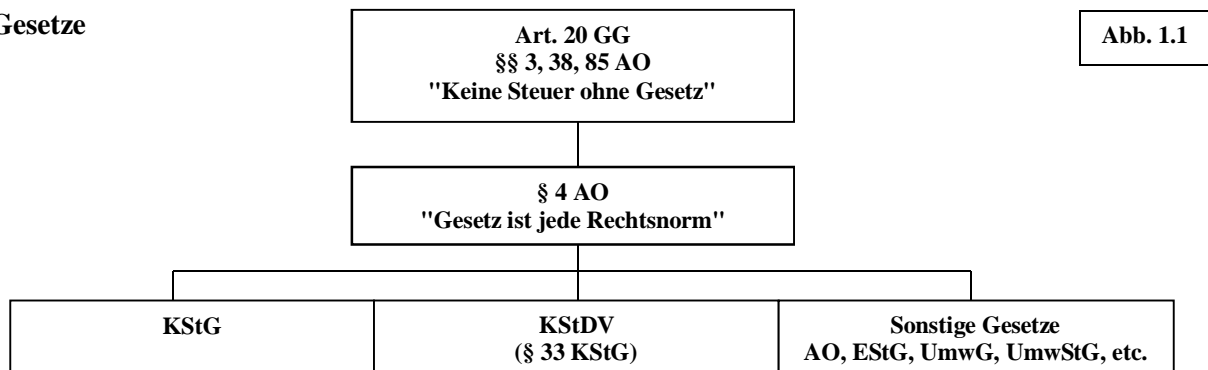 Gesetze
Art. 20 GG
§§ 3, 38, 85 AO
"Keine Steuer ohne Gesetz"
Abb. 1.1
§ 4 AO
"Gesetz ist jede Rechtsnorm"
KStG
KStDV
(§ 33 KStG)
Sonstige Gesetze
AO, EStG, UmwG, UmwStG, etc.